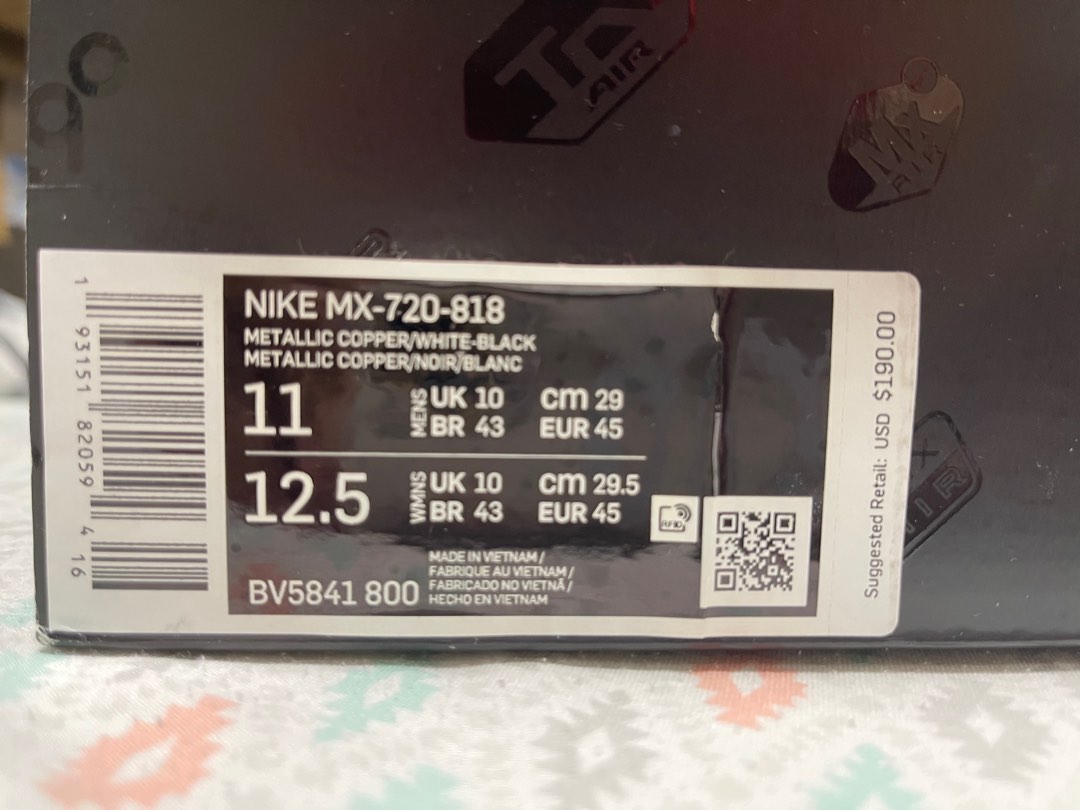 AIR
MX
NIKE MX-720-818
METALLIC COPPER/WHITE-BLACK
METALLIC COPPER/NOIR/BLANC
11
MENS
UK 10
cm 29
BR 43
EUR 45
12.5
WMNS
UK 10
cm 29.5
BR 43
EUR 45
RFID
MADE IN VIETNAM /
FABRIQUE AU VIETNAM /
FABRICADO NO VIETNÃ /
HECHO EN VIETNAM
BV5841 800
1 93151 82059 4 16
Suggested Retail: USD $190.00